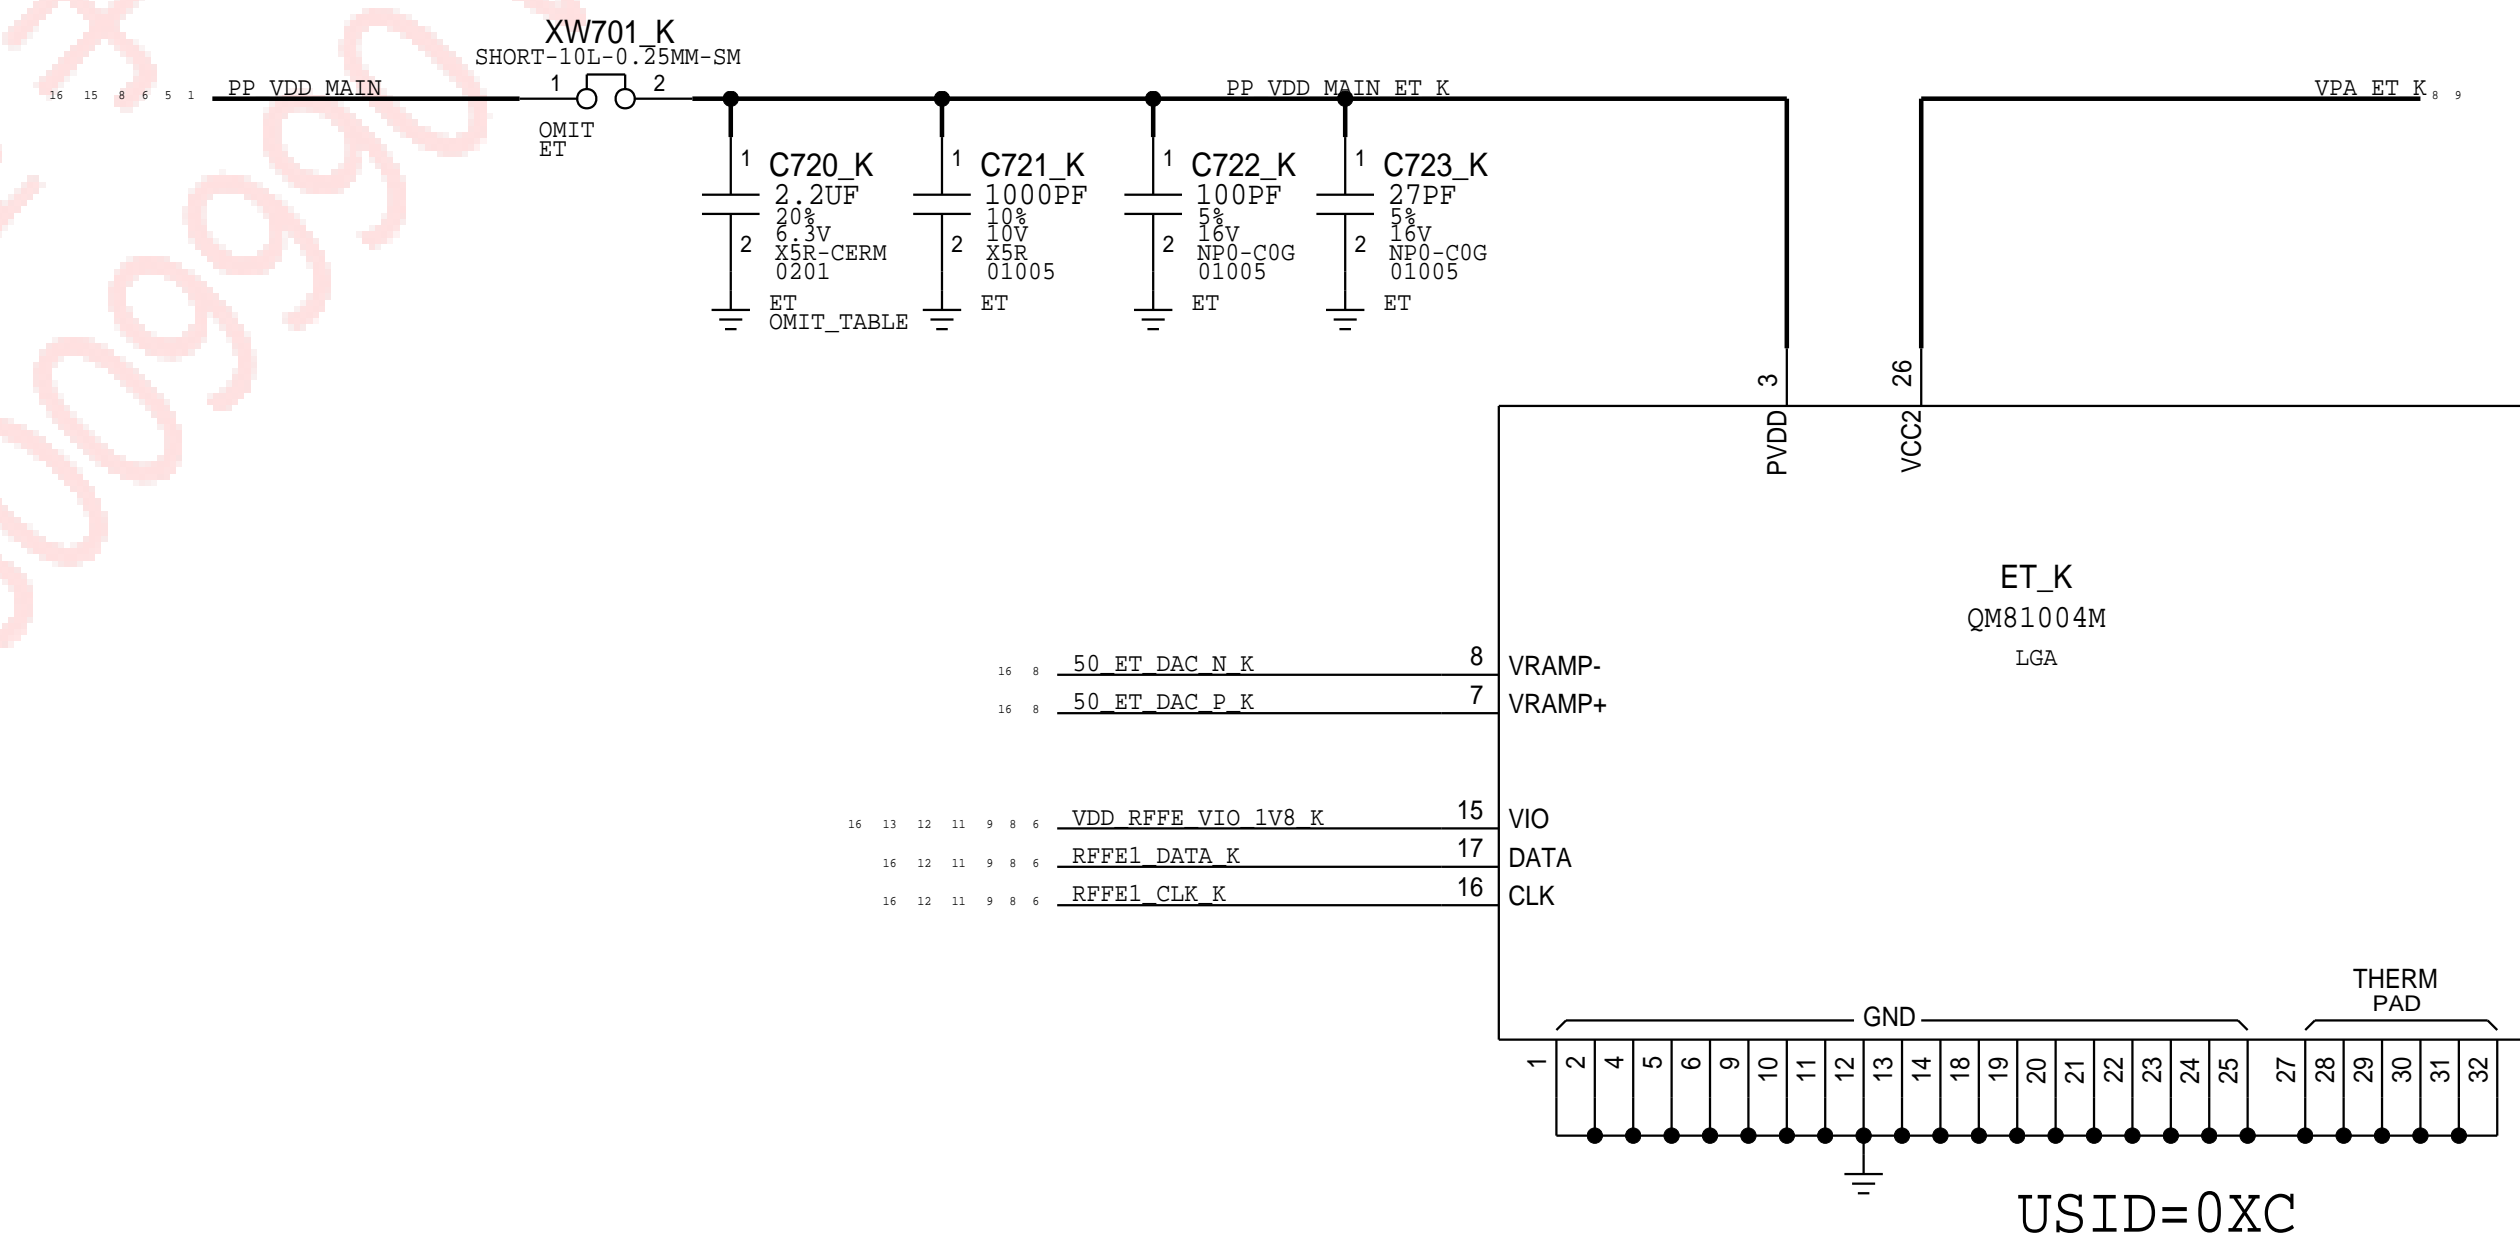 XW701_K
SHORT-10L-0.25MM-SM
16 15 8 6 5 1 PP_VDD_MAIN 1 2 PP_VDD_MAIN_ET_K VPA_ET_K 8 9
OMIT
ET
1 C720_K
2.2UF
20%
6.3V
2 X5R-CERM
0201
ET
OMIT_TABLE
1 C721_K
1000PF
10%
10V
2 X5R
01005
ET
1 C722_K
100PF
5%
16V
2 NP0-C0G
01005
ET
1 C723_K
27PF
5%
16V
2 NP0-C0G
01005
ET
3 26
PVDD VCC2
ET_K
QM81004M
LGA
16 8 50_ET_DAC_N_K 8 VRAMP-
16 8 50_ET_DAC_P_K 7 VRAMP+
16 13 12 11 9 8 6 VDD_RFFE_VIO_1V8_K 15 VIO
16 12 11 9 8 6 RFFE1_DATA_K 17 DATA
16 12 11 9 8 6 RFFE1_CLK_K 16 CLK
THERM
PAD
GND
1 2 4 5 6 9 10 11 12 13 14 18 19 20 21 22 23 24 25 27 28 29 30 31 32
USID=0XC